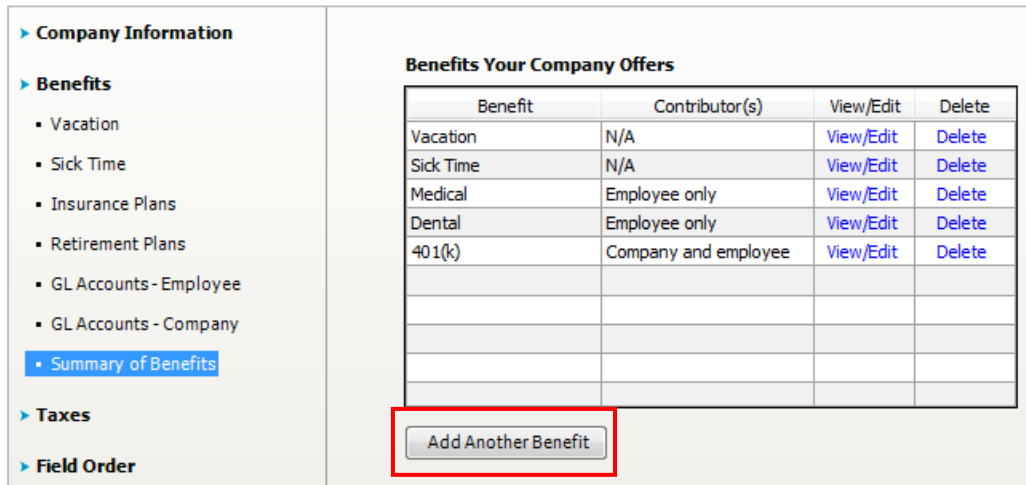 Company Information
Benefits
Vacation
Sick Time
Insurance Plans
Retirement Plans
GL Accounts - Employee
GL Accounts - Company
Summary of Benefits
Taxes
Field Order
Benefits Your Company Offers
Benefit Contributor(s) View/Edit Delete
Vacation N/A View/Edit Delete
Sick Time N/A View/Edit Delete
Medical Employee only View/Edit Delete
Dental Employee only View/Edit Delete
401(k) Company and employee View/Edit Delete
Add Another Benefit